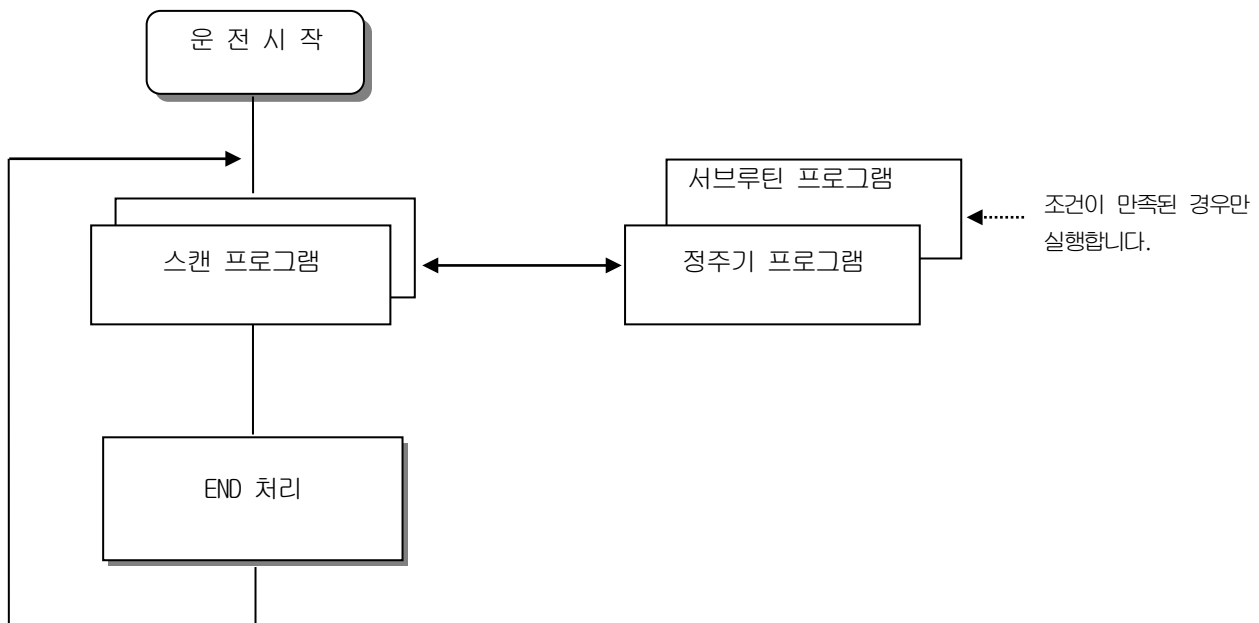 운 전 시 작
서브루틴 프로그램
조건이 만족된 경우만
실행합니다.
스캔 프로그램
정주기 프로그램
END 처리